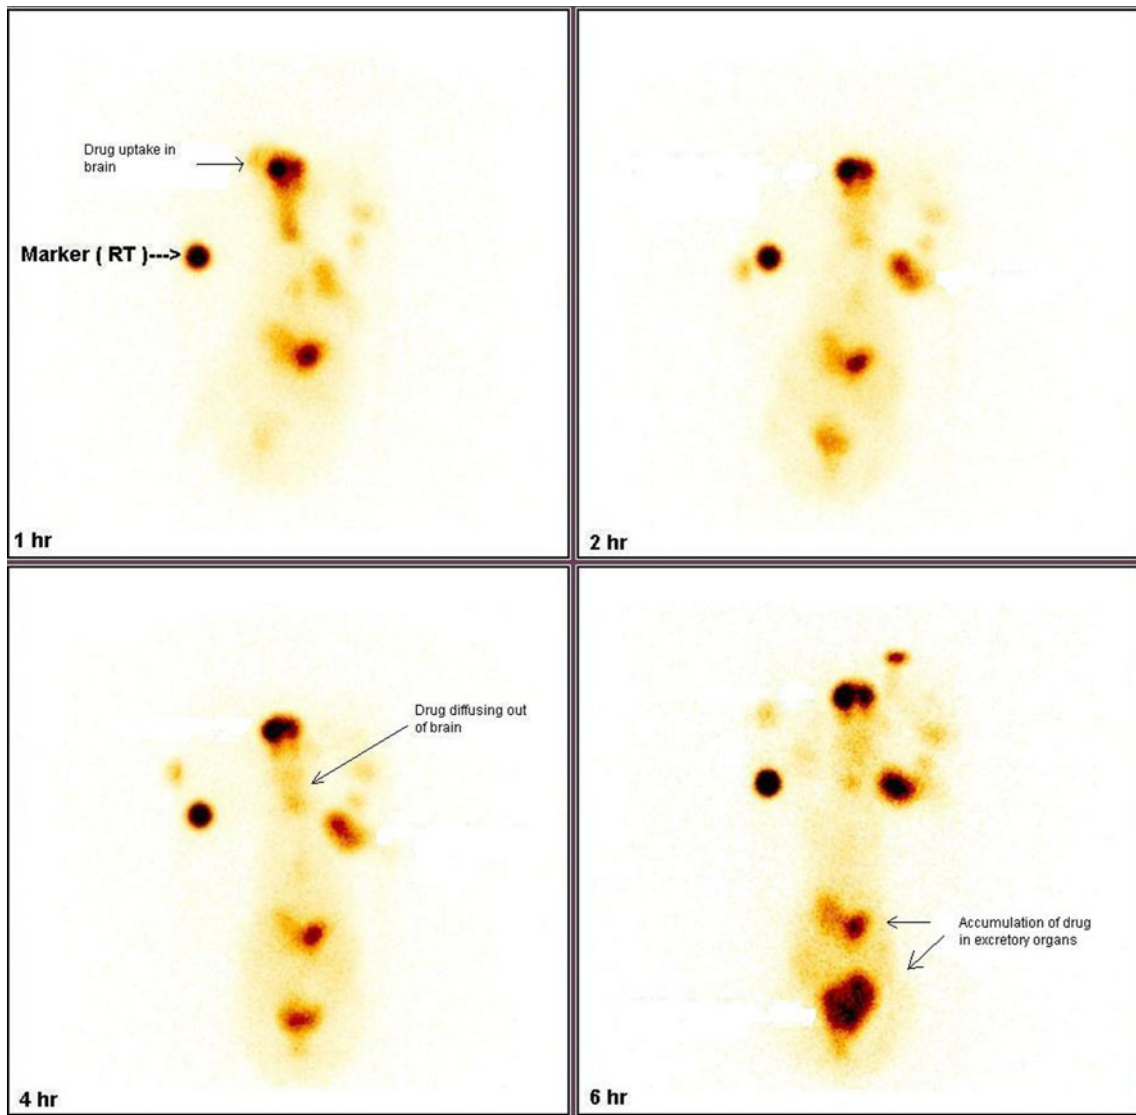 Drug uptake in
brain
Marker ( RT )--->
1 hr
2 hr
Drug diffusing out
of brain
4 hr
Accumulation of drug
in excretory organs
6 hr